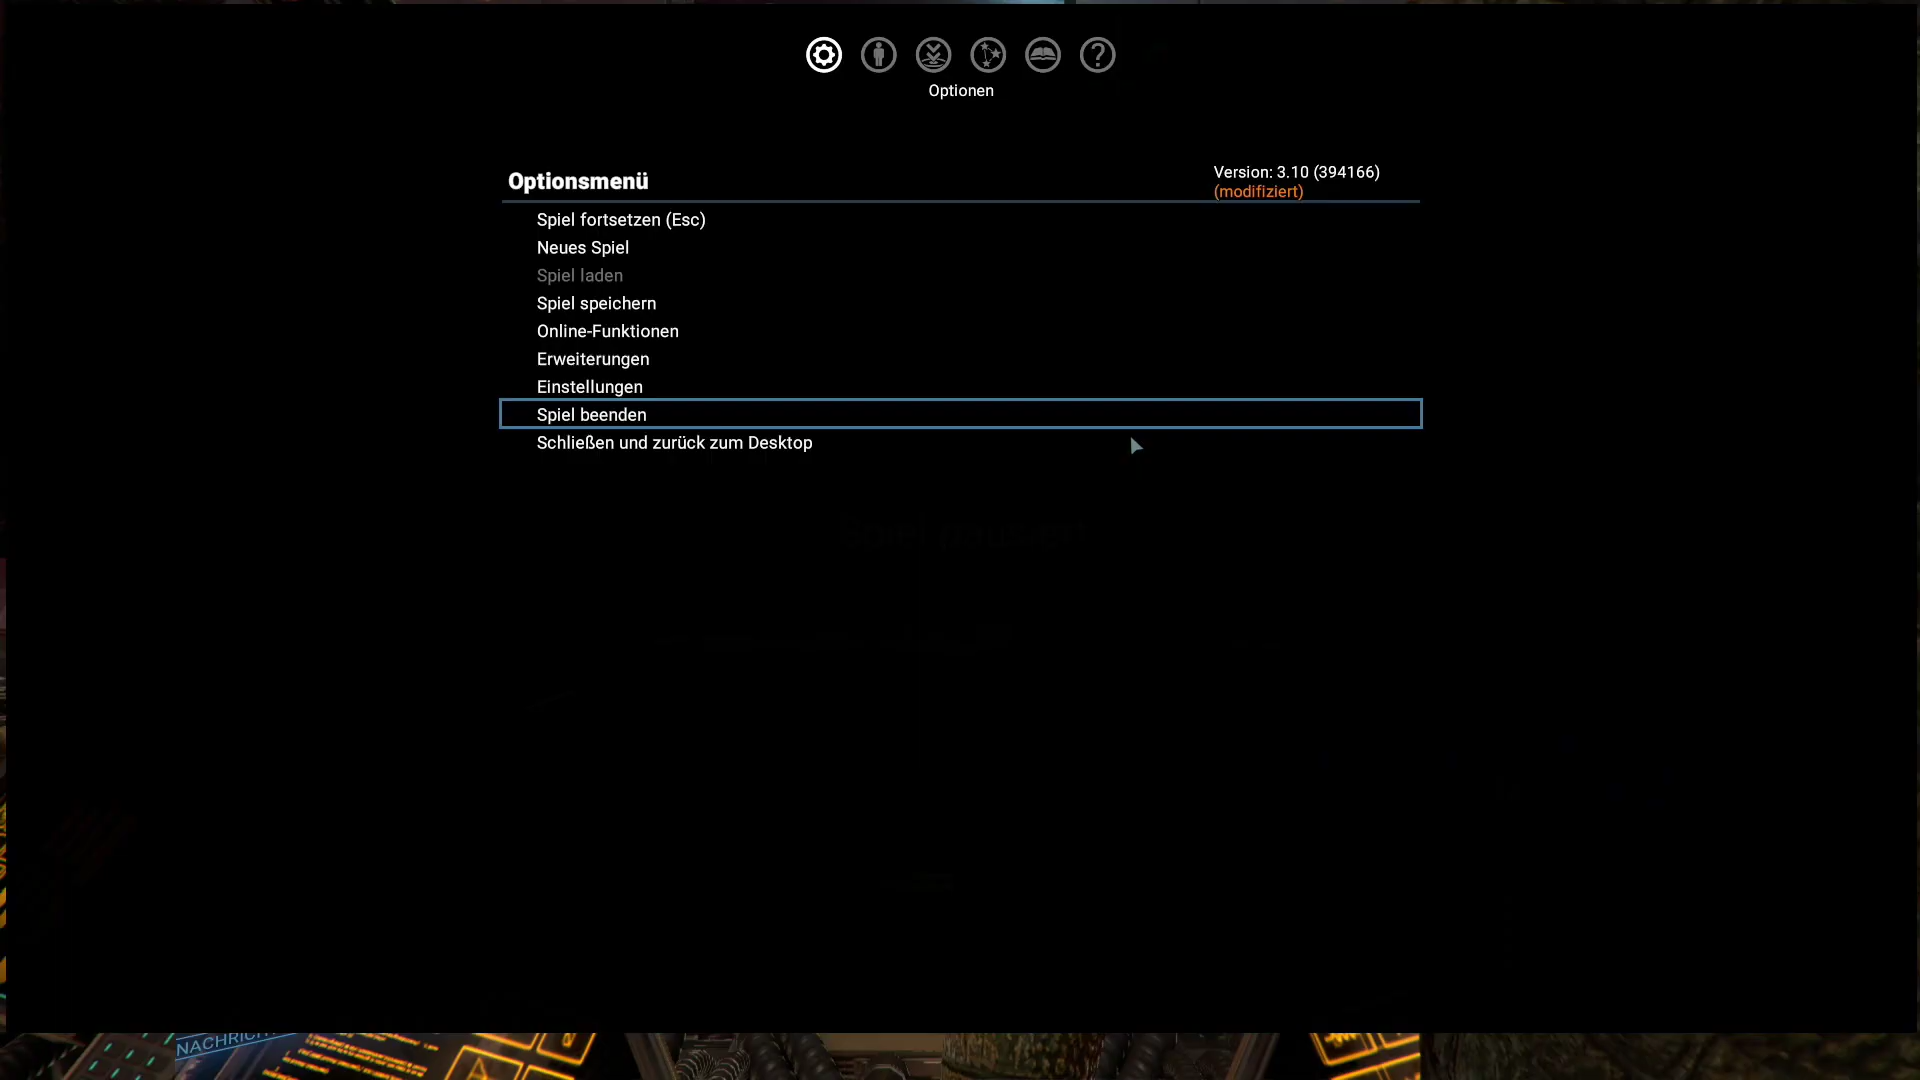 Optionen
Optionsmenü
Version: 3.10 (394166)
(modifiziert)
Spiel fortsetzen (Esc)
Neues Spiel
Spiel laden
Spiel speichern
Online-Funktionen
Erweiterungen
Einstellungen
Spiel beenden
Schließen und zurück zum Desktop